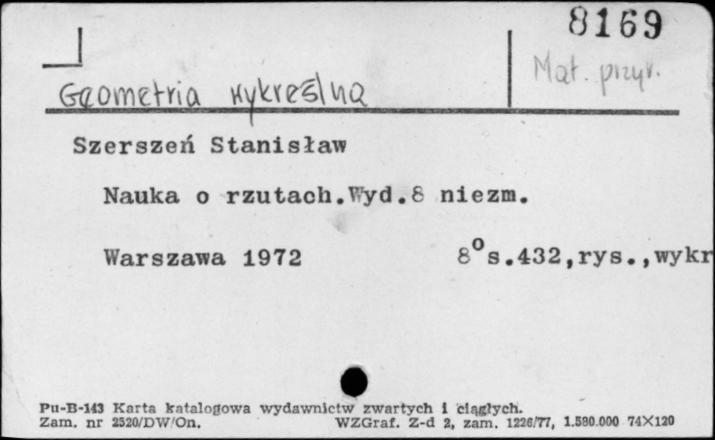 8169
Mat. przyr.
Geometria wykreślna
Szerszeń Stanisław
Nauka o rzutach.Wyd.8 niezm.
Warszawa 1972 8⁰s.432,rys.,wykr
Pu-B-143 Karta katalogowa wydawnictw zwartych i ciągłych.
Zam. nr 2520/DW/On. WZGraf. Z-d 2, zam. 1226/77, 1.580.000 74X120